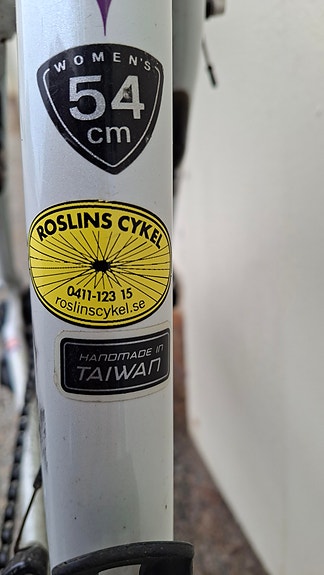 WOMEN'S
54
cm
ROSLINS CYKEL
0411-123 15
roslinscykel.se
HANDMADE IN
TAIWAN